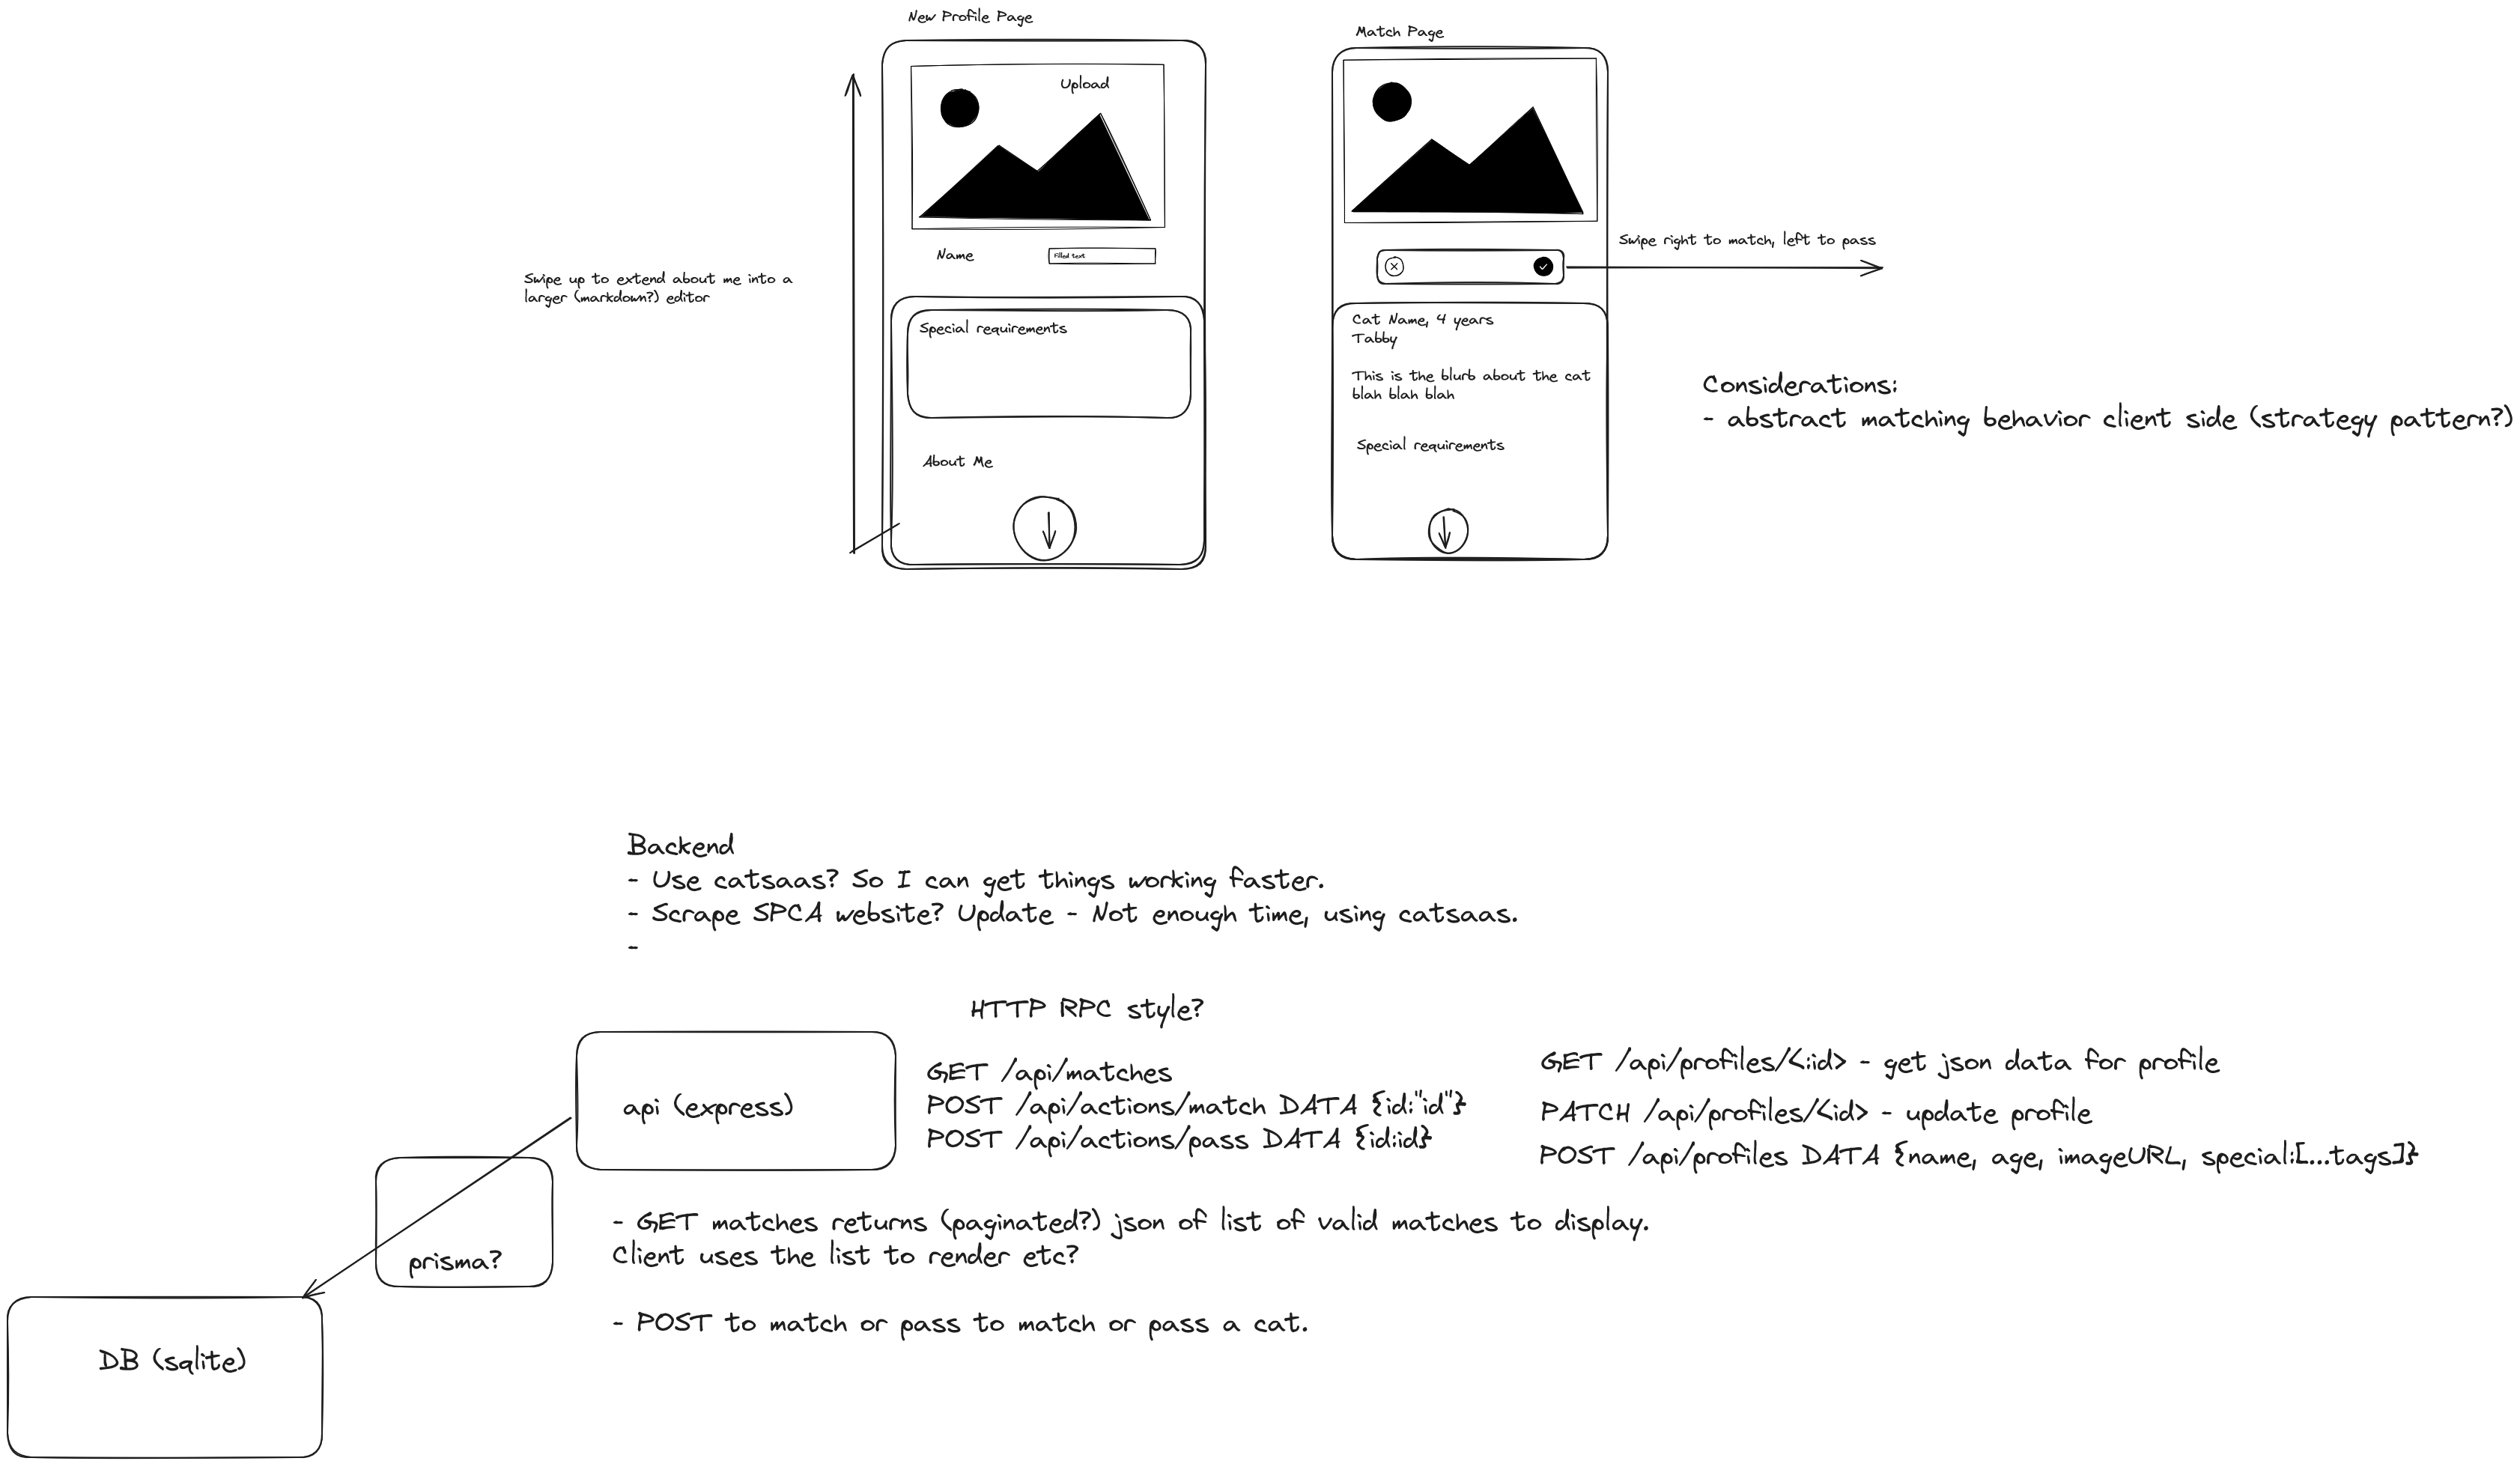 New Profile Page
Upload
Name
Filled text
Swipe up to extend about me into a
larger (markdown?) editor
Special requirements
About Me
Match Page
Swipe right to match, left to pass
Cat Name, 4 years
Tabby
This is the blurb about the cat
blah blah blah
Special requirements
Considerations:
- abstract matching behavior client side (strategy pattern?)
Backend
- Use catsaas? So I can get things working faster.
- Scrape SPCA website? Update - Not enough time, using catsaas.
-
HTTP RPC style?
api (express)
GET /api/matches
POST /api/actions/match DATA {id:"id"}
POST /api/actions/pass DATA {id:id}
GET /api/profiles/<:id> - get json data for profile
PATCH /api/profiles/<id> - update profile
POST /api/profiles DATA {name, age, imageURL, special:[...tags]}
prisma?
- GET matches returns (paginated?) json of list of valid matches to display.
Client uses the list to render etc?
- POST to match or pass to match or pass a cat.
DB (sqlite)